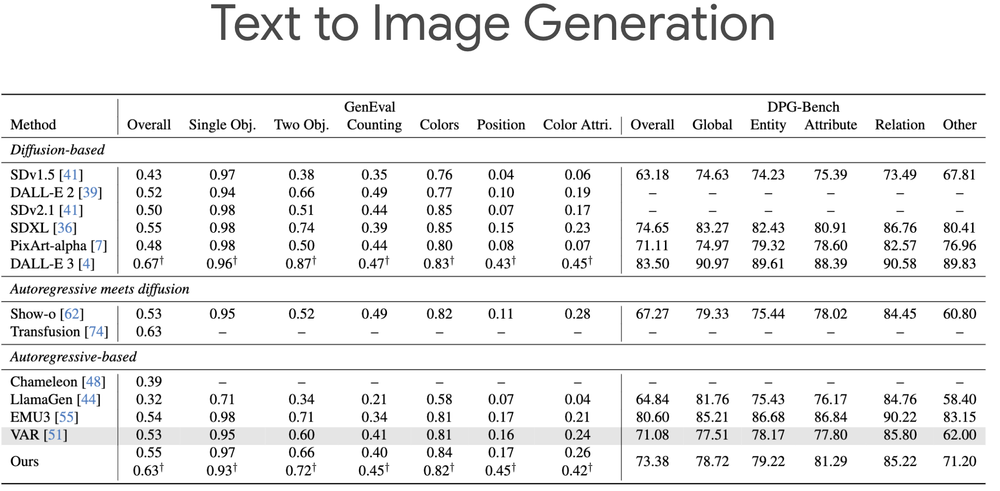 Text to Image Generation
GenEval DPG-Bench
Method Overall Single Obj. Two Obj. Counting Colors Position Color Attri. Overall Global Entity Attribute Relation Other
Diffusion-based
SDv1.5 [41] 0.43 0.97 0.38 0.35 0.76 0.04 0.06 63.18 74.63 74.23 75.39 73.49 67.81
DALL-E 2 [39] 0.52 0.94 0.66 0.49 0.77 0.10 0.19 – – – – – –
SDv2.1 [41] 0.50 0.98 0.51 0.44 0.85 0.07 0.17 – – – – – –
SDXL [36] 0.55 0.98 0.74 0.39 0.85 0.15 0.23 74.65 83.27 82.43 80.91 86.76 80.41
PixArt-alpha [7] 0.48 0.98 0.50 0.44 0.80 0.08 0.07 71.11 74.97 79.32 78.60 82.57 76.96
DALL-E 3 [4] 0.67† 0.96† 0.87† 0.47† 0.83† 0.43† 0.45† 83.50 90.97 89.61 88.39 90.58 89.83
Autoregressive meets diffusion
Show-o [62] 0.53 0.95 0.52 0.49 0.82 0.11 0.28 67.27 79.33 75.44 78.02 84.45 60.80
Transfusion [74] 0.63 – – – – – – – – – – – –
Autoregressive-based
Chameleon [48] 0.39 – – – – – – – – – – – –
LlamaGen [44] 0.32 0.71 0.34 0.21 0.58 0.07 0.04 64.84 81.76 75.43 76.17 84.76 58.40
EMU3 [55] 0.54 0.98 0.71 0.34 0.81 0.17 0.21 80.60 85.21 86.68 86.84 90.22 83.15
VAR [51] 0.53 0.95 0.60 0.41 0.81 0.16 0.24 71.08 77.51 78.17 77.80 85.80 62.00
0.55 0.97 0.66 0.40 0.84 0.17 0.26
Ours 73.38 78.72 79.22 81.29 85.22 71.20
0.63† 0.93† 0.72† 0.45† 0.82† 0.45† 0.42†